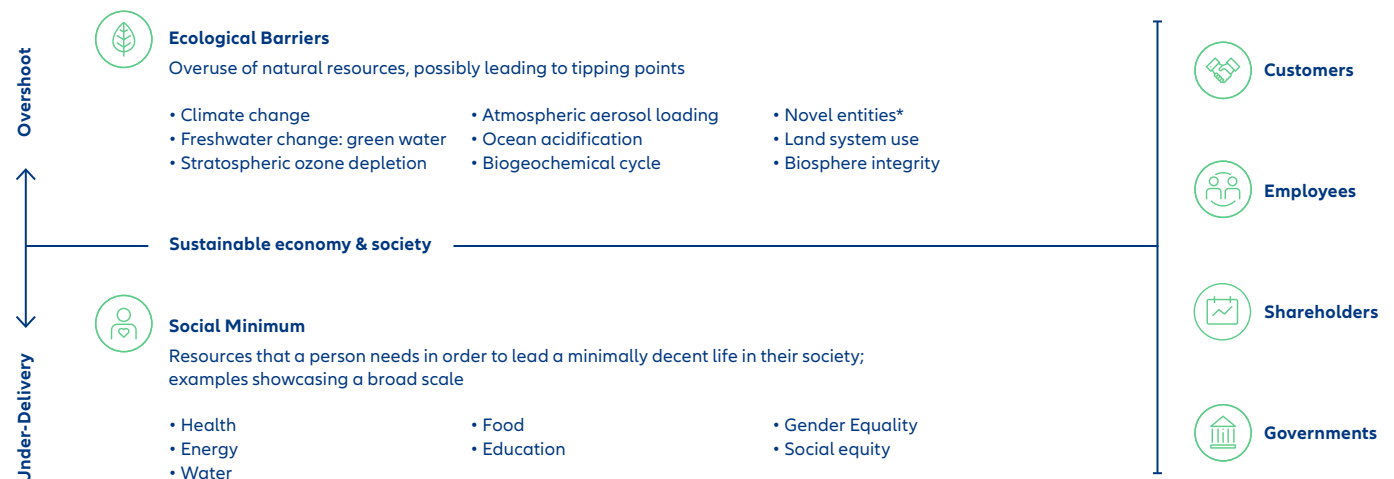 Overshoot
Ecological Barriers
Overuse of natural resources, possibly leading to tipping points
• Climate change
• Freshwater change: green water
• Stratospheric ozone depletion
• Atmospheric aerosol loading
• Ocean acidification
• Biogeochemical cycle
• Novel entities*
• Land system use
• Biosphere integrity
Sustainable economy & society
Under-Delivery
Social Minimum
Resources that a person needs in order to lead a minimally decent life in their society;
examples showcasing a broad scale
• Health
• Energy
• Water
• Food
• Education
• Gender Equality
• Social equity
Customers
Employees
Shareholders
Governments